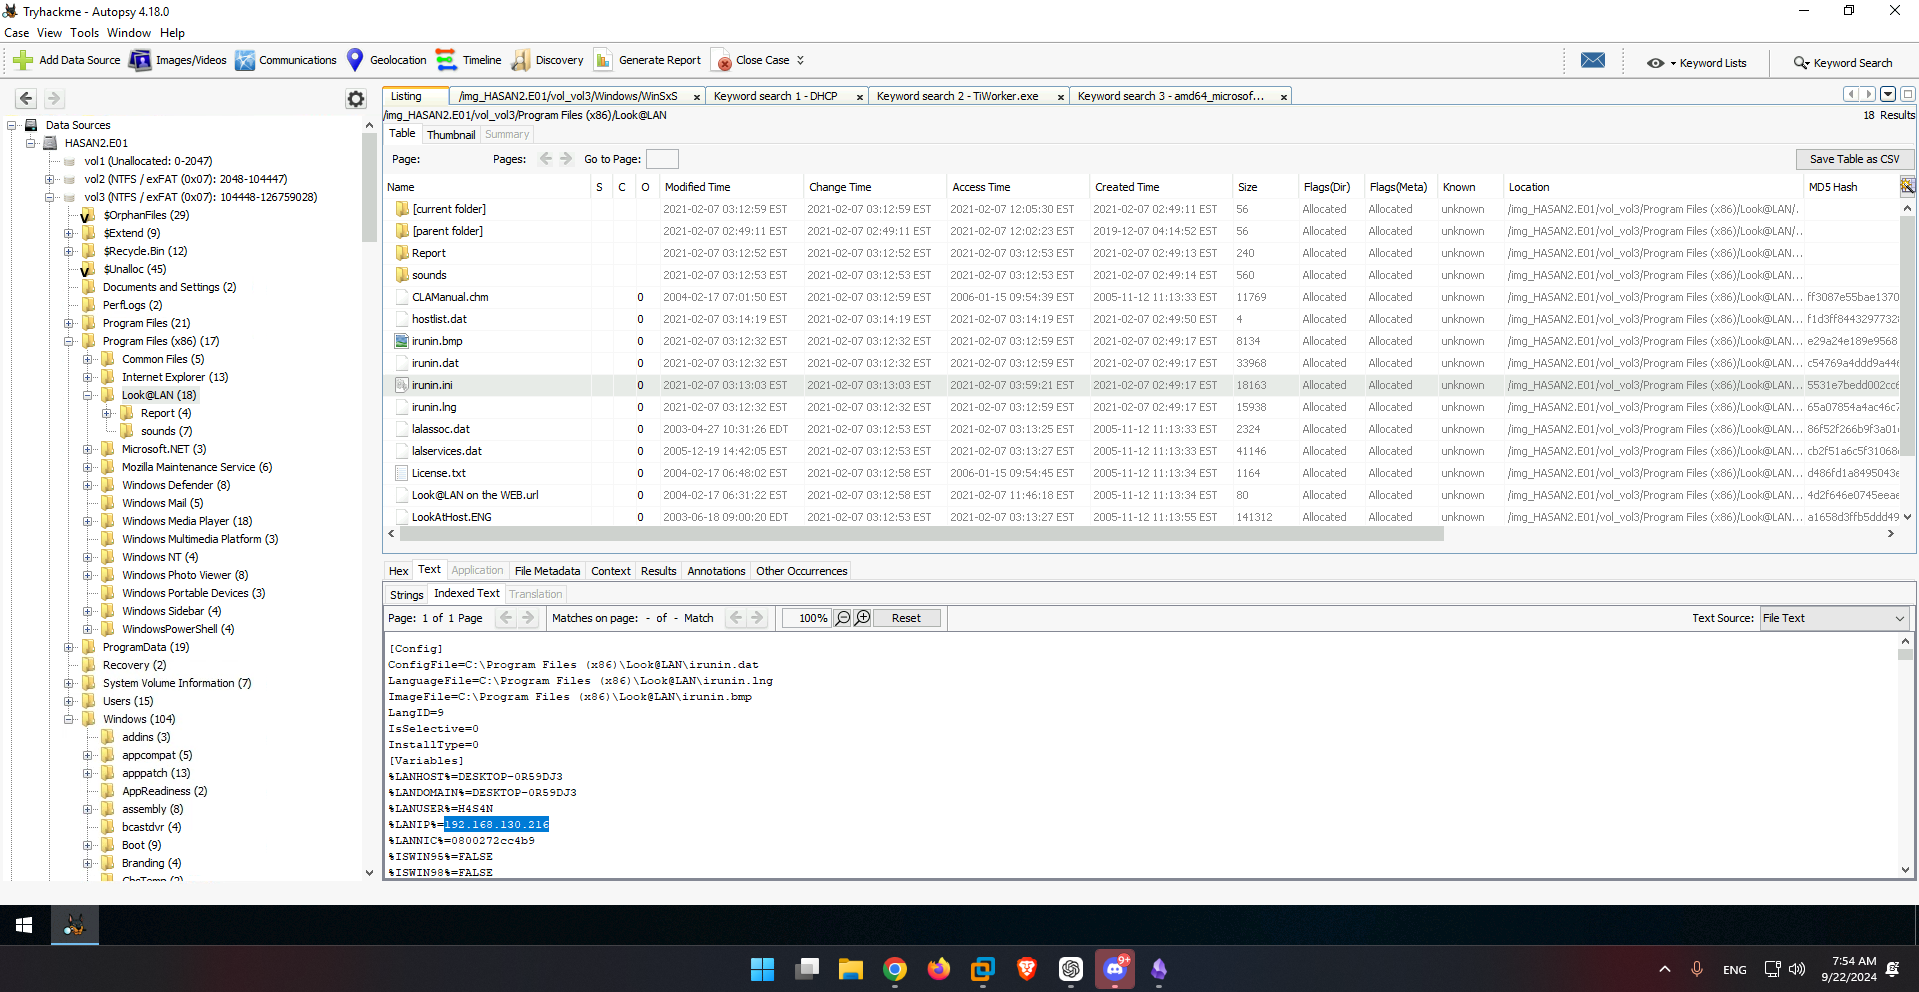 Tryhackme - Autopsy 4.18.0
Case View Tools Window Help
Add Data Source Images/Videos Communications Geolocation Timeline Discovery Generate Report Close Case Keyword Lists Keyword Search
Listing /img_HASAN2.E01/vol_vol3/Windows/WinSxS Keyword search 1 - DHCP Keyword search 2 - TiWorker.exe Keyword search 3 - amd64_microsof...
/img_HASAN2.E01/vol_vol3/Program Files (x86)/Look@LAN 18 Results
Table Thumbnail Summary
Page: Pages: Go to Page: Save Table as CSV
Data Sources
HASAN2.E01
vol1 (Unallocated: 0-2047)
vol2 (NTFS / exFAT (0x07): 2048-104447)
vol3 (NTFS / exFAT (0x07): 104448-126759028)
$OrphanFiles (29)
$Extend (9)
$Recycle.Bin (12)
$Unalloc (45)
Documents and Settings (2)
PerfLogs (2)
Program Files (21)
Program Files (x86) (17)
Common Files (5)
Internet Explorer (13)
Look@LAN (18)
Report (4)
sounds (7)
Microsoft.NET (3)
Mozilla Maintenance Service (6)
Windows Defender (8)
Windows Mail (5)
Windows Media Player (18)
Windows Multimedia Platform (3)
Windows NT (4)
Windows Photo Viewer (8)
Windows Portable Devices (3)
Windows Sidebar (4)
WindowsPowerShell (4)
ProgramData (19)
Recovery (2)
System Volume Information (7)
Users (15)
Windows (104)
addins (3)
appcompat (5)
apppatch (13)
AppReadiness (2)
assembly (8)
bcastdvr (4)
Boot (9)
Branding (4)
Name S C O Modified Time Change Time Access Time Created Time Size Flags(Dir) Flags(Meta) Known Location MD5 Hash
[current folder] 2021-02-07 03:12:59 EST 2021-02-07 03:12:59 EST 2021-02-07 12:05:30 EST 2021-02-07 02:49:11 EST 56 Allocated Allocated unknown /img_HASAN2.E01/vol_vol3/Program Files (x86)/Look@LAN/.
[parent folder] 2021-02-07 02:49:11 EST 2021-02-07 02:49:11 EST 2021-02-07 12:02:23 EST 2019-12-07 04:14:52 EST 56 Allocated Allocated unknown /img_HASAN2.E01/vol_vol3/Program Files (x86)/Look@LAN/...
Report 2021-02-07 03:12:52 EST 2021-02-07 03:12:52 EST 2021-02-07 03:12:53 EST 2021-02-07 02:49:13 EST 240 Allocated Allocated unknown /img_HASAN2.E01/vol_vol3/Program Files (x86)/Look@LAN...
sounds 2021-02-07 03:12:53 EST 2021-02-07 03:12:53 EST 2021-02-07 03:12:53 EST 2021-02-07 02:49:14 EST 560 Allocated Allocated unknown /img_HASAN2.E01/vol_vol3/Program Files (x86)/Look@LAN...
CLAManual.chm 0 2004-02-17 07:01:50 EST 2021-02-07 03:12:59 EST 2006-01-15 09:54:39 EST 2005-11-12 11:13:33 EST 11769 Allocated Allocated unknown /img_HASAN2.E01/vol_vol3/Program Files (x86)/Look@LAN... ff3087e55bae1370
hostlist.dat 0 2021-02-07 03:14:19 EST 2021-02-07 03:14:19 EST 2021-02-07 03:14:19 EST 2021-02-07 02:49:50 EST 4 Allocated Allocated unknown /img_HASAN2.E01/vol_vol3/Program Files (x86)/Look@LAN... f1d3ff8443297732
irunin.bmp 0 2021-02-07 03:12:32 EST 2021-02-07 03:12:32 EST 2021-02-07 03:12:59 EST 2021-02-07 02:49:17 EST 8134 Allocated Allocated unknown /img_HASAN2.E01/vol_vol3/Program Files (x86)/Look@LAN... e29a24e189e9568
irunin.dat 0 2021-02-07 03:12:32 EST 2021-02-07 03:12:32 EST 2021-02-07 03:12:59 EST 2021-02-07 02:49:17 EST 33968 Allocated Allocated unknown /img_HASAN2.E01/vol_vol3/Program Files (x86)/Look@LAN... c54769a4ddd9a44
irunin.ini 0 2021-02-07 03:13:03 EST 2021-02-07 03:13:03 EST 2021-02-07 03:59:21 EST 2021-02-07 02:49:17 EST 18163 Allocated Allocated unknown /img_HASAN2.E01/vol_vol3/Program Files (x86)/Look@LAN... 5531e7bedd002cc6
irunin.lng 0 2021-02-07 03:12:32 EST 2021-02-07 03:12:32 EST 2021-02-07 03:12:59 EST 2021-02-07 02:49:17 EST 15938 Allocated Allocated unknown /img_HASAN2.E01/vol_vol3/Program Files (x86)/Look@LAN... 65a07854a4ac46c7
lalassoc.dat 0 2003-04-27 10:31:26 EDT 2021-02-07 03:12:53 EST 2021-02-07 03:13:25 EST 2005-11-12 11:13:33 EST 2324 Allocated Allocated unknown /img_HASAN2.E01/vol_vol3/Program Files (x86)/Look@LAN... 86f52f266b9f3a01
lalservices.dat 0 2005-12-19 14:42:05 EST 2021-02-07 03:12:53 EST 2021-02-07 03:13:27 EST 2005-11-12 11:13:33 EST 41146 Allocated Allocated unknown /img_HASAN2.E01/vol_vol3/Program Files (x86)/Look@LAN... cb2f51a6c5f31068
License.txt 0 2004-02-17 06:48:02 EST 2021-02-07 03:12:58 EST 2006-01-15 09:54:45 EST 2005-11-12 11:13:34 EST 1164 Allocated Allocated unknown /img_HASAN2.E01/vol_vol3/Program Files (x86)/Look@LAN... d486fd1a8495043e
Look@LAN on the WEB.url 0 2004-02-17 06:31:22 EST 2021-02-07 03:12:58 EST 2021-02-07 11:46:18 EST 2005-11-12 11:13:34 EST 80 Allocated Allocated unknown /img_HASAN2.E01/vol_vol3/Program Files (x86)/Look@LAN... 4d2f646e0745eeae
LookAtHost.ENG 0 2003-06-18 09:00:20 EDT 2021-02-07 03:12:53 EST 2021-02-07 03:13:27 EST 2005-11-12 11:13:55 EST 141312 Allocated Allocated unknown /img_HASAN2.E01/vol_vol3/Program Files (x86)/Look@LAN... a1658d3ffb5ddd49
Hex Text Application File Metadata Context Results Annotations Other Occurrences
Strings Indexed Text Translation
Page: 1 of 1 Page Matches on page: - of - Match 100% Reset Text Source: File Text
[Config]
ConfigFile=C:\Program Files (x86)\Look@LAN\irunin.dat
LanguageFile=C:\Program Files (x86)\Look@LAN\irunin.lng
ImageFile=C:\Program Files (x86)\Look@LAN\irunin.bmp
LangID=9
IsSelective=0
InstallType=0
[Variables]
%LANHOST%=DESKTOP-0R59DJ3
%LANDOMAIN%=DESKTOP-0R59DJ3
%LANUSER%=H4S4N
%LANIP%=192.168.130.216
%LANNIC%=0800272cc4b9
%ISWIN95%=FALSE
%ISWIN98%=FALSE
9+
ENG 7:54 AM
9/22/2024